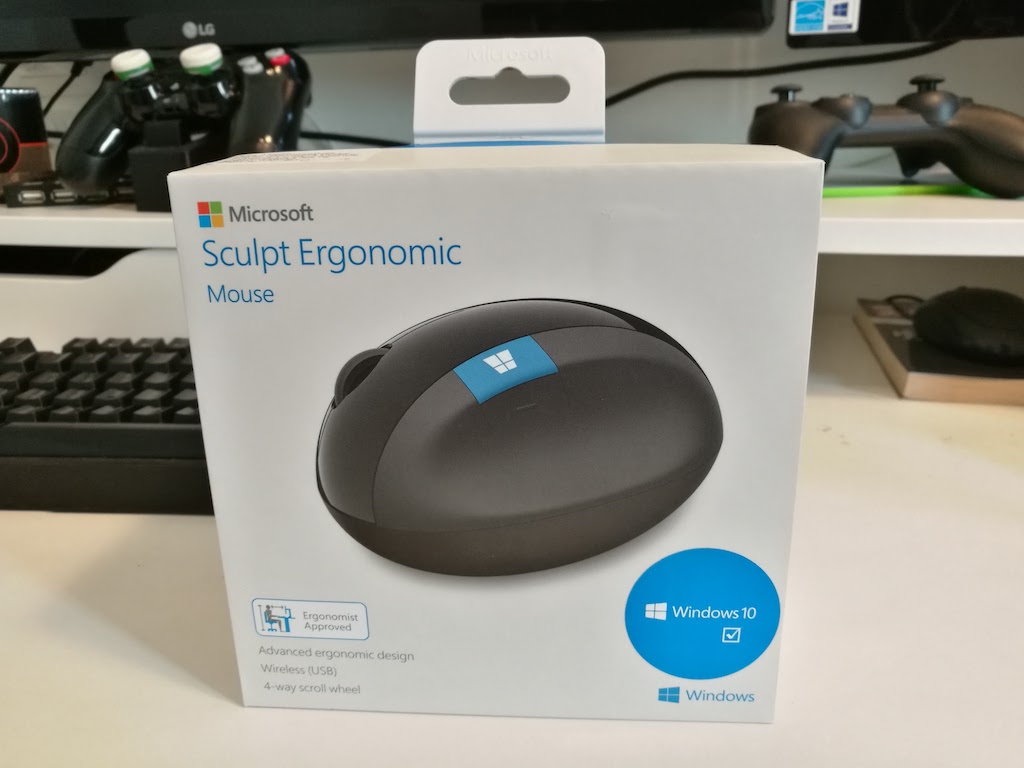 LG
Microsoft
Microsoft
Sculpt Ergonomic
Mouse
Ergonomist
Approved
Advanced ergonomic design
Wireless (USB)
4-way scroll wheel
Windows 10
Windows